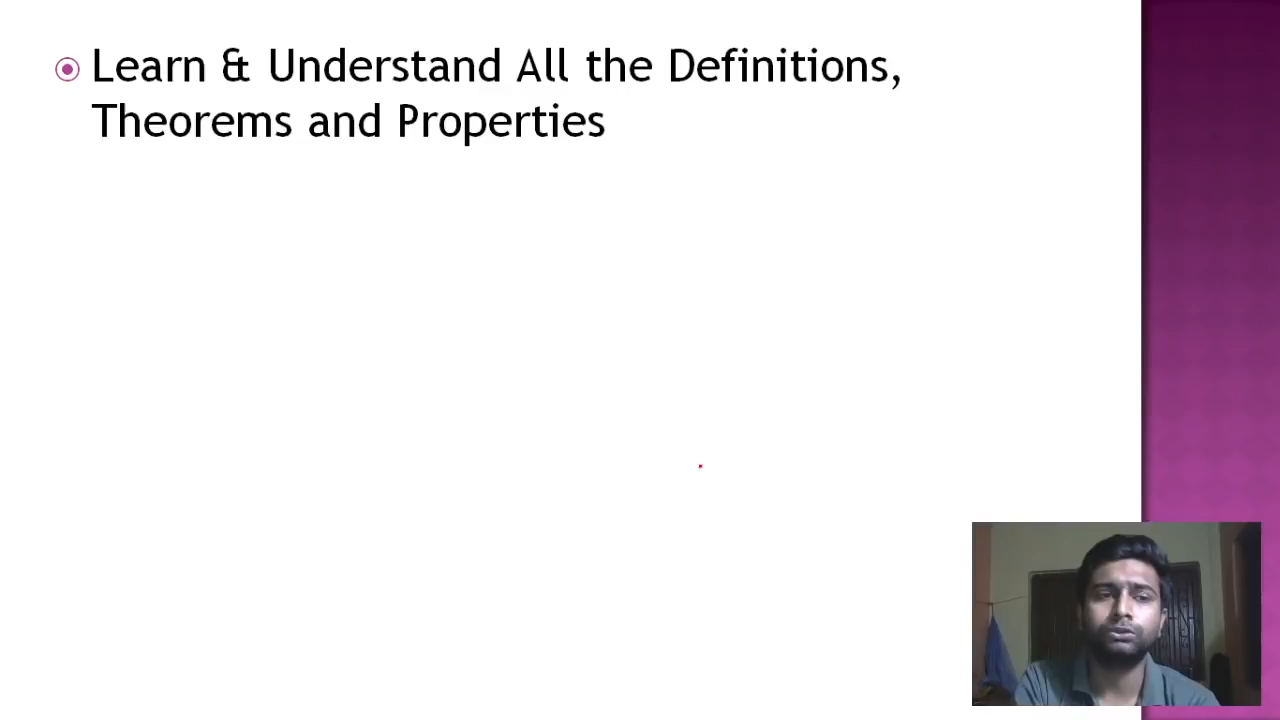 Learn & Understand All the Definitions,
Theorems and Properties